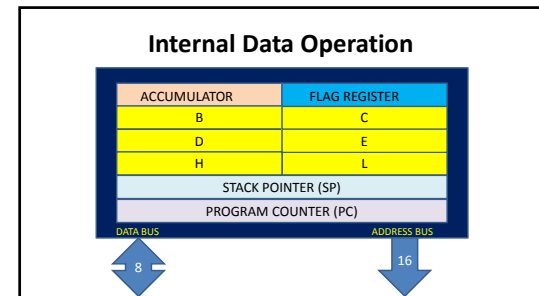 Internal Data Operation
ACCUMULATOR FLAG REGISTER
B C
D E
H L
STACK POINTER (SP)
PROGRAM COUNTER (PC)
DATA BUS ADDRESS BUS
8 16